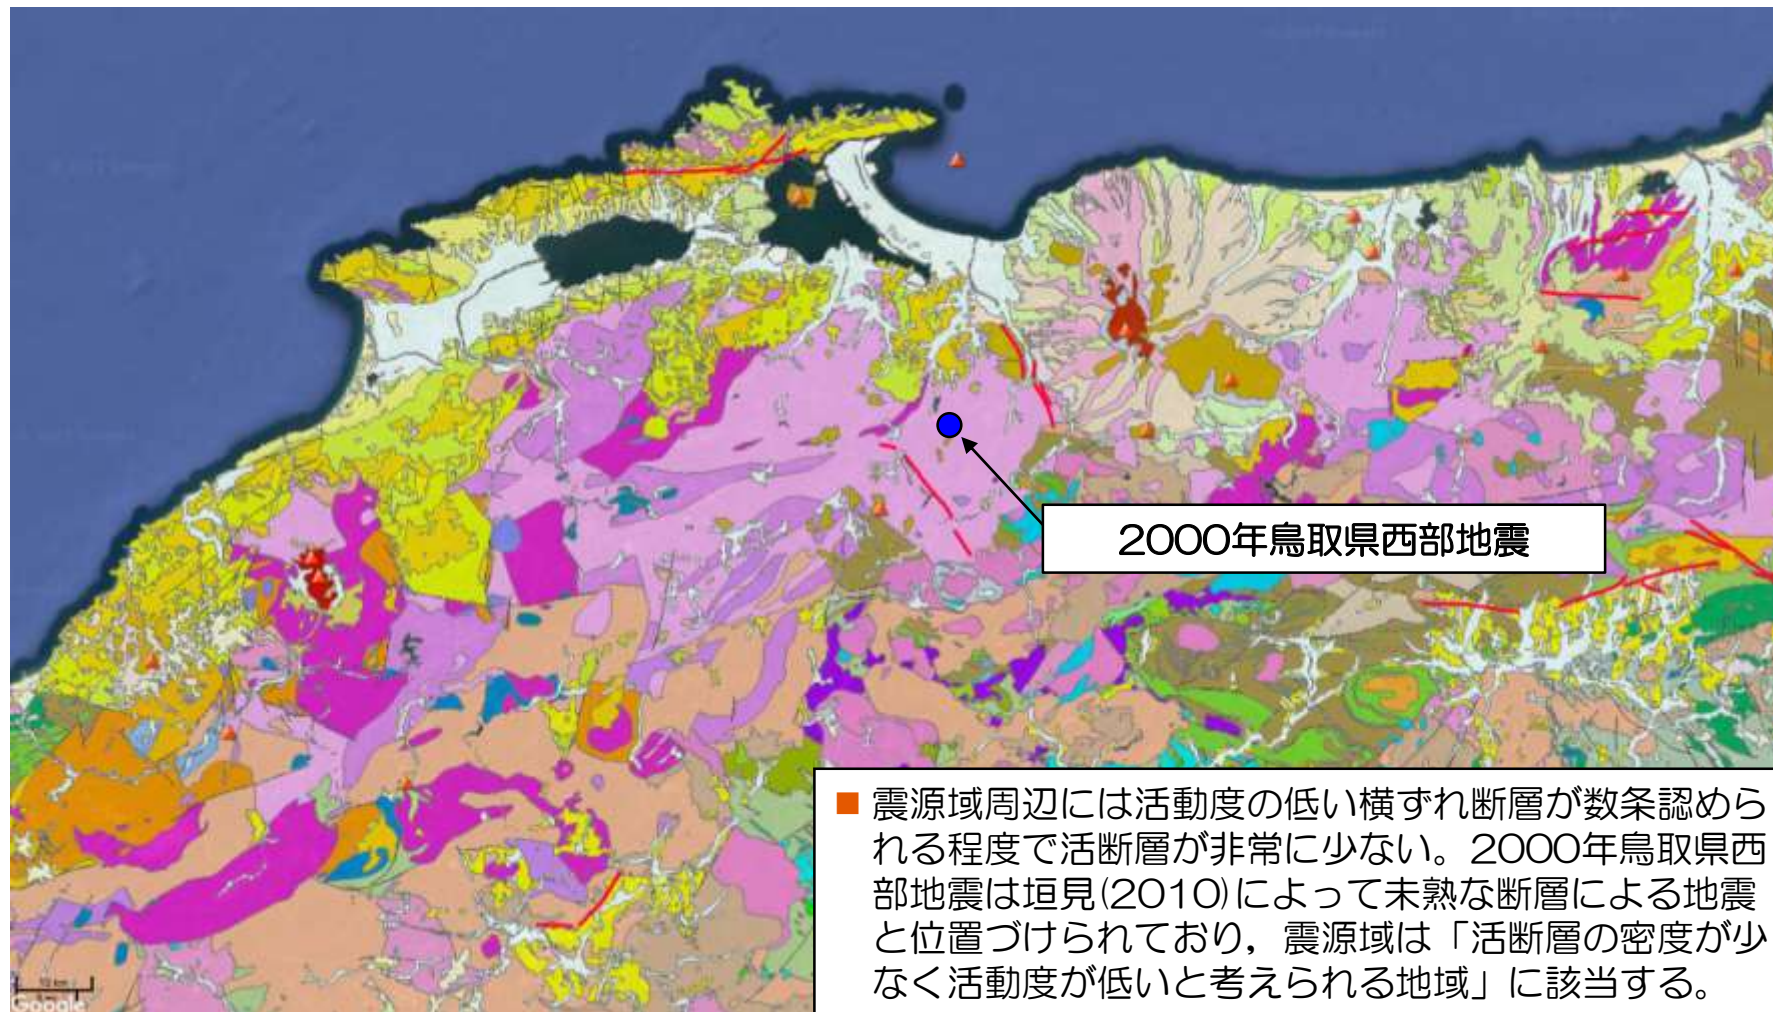 2000年鳥取県西部地震
■ 震源域周辺には活動度の低い横ずれ断層が数条認めら
れる程度で活断層が非常に少ない。2000年鳥取県西
部地震は垣見(2010)によって未熟な断層による地震
と位置づけられており，震源域は「活断層の密度が少
なく活動度が低いと考えられる地域」に該当する。
10 km
Google